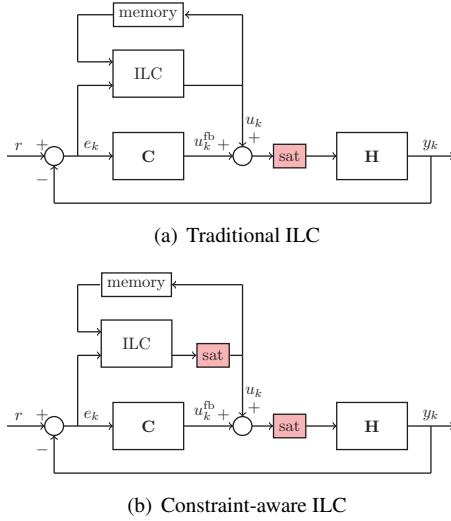 memory
ILC
u_k
r + e_k C u_k^fb + + sat H y_k
−
(a) Traditional ILC
memory
ILC sat
u_k
r + e_k C u_k^fb + + sat H y_k
−
(b) Constraint-aware ILC